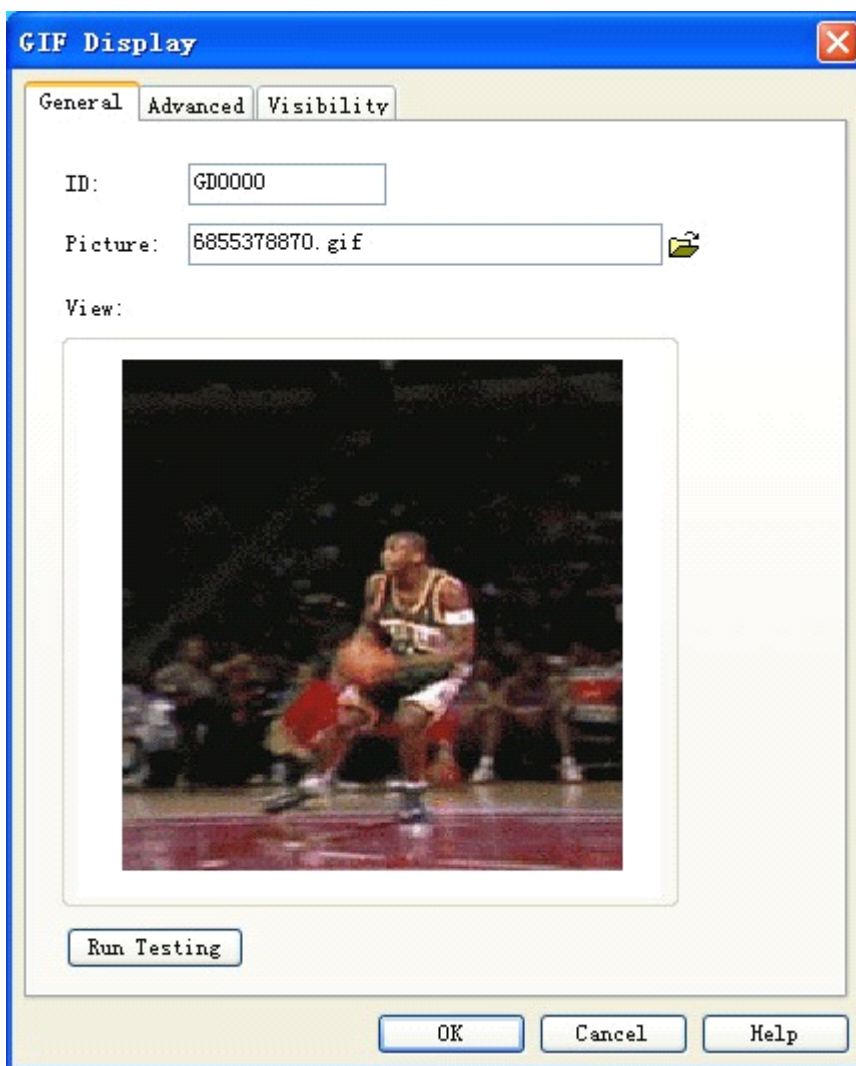 GIF Display
General Advanced Visibility
ID: GD0000
Picture: 6855378870.gif
View:
Run Testing
OK Cancel Help